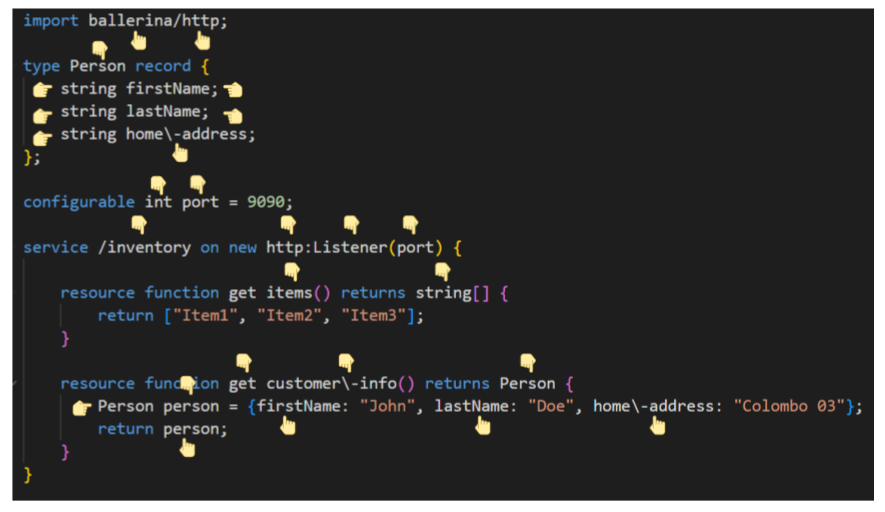 import ballerina/http;
type Person record {
string firstName;
string lastName;
string home\-address;
};
configurable int port = 9090;
service /inventory on new http:Listener(port) {
resource function get items() returns string[] {
return ["Item1", "Item2", "Item3"];
}
resource function get customer\-info() returns Person {
Person person = {firstName: "John", lastName: "Doe", home\-address: "Colombo 03"};
return person;
}
}